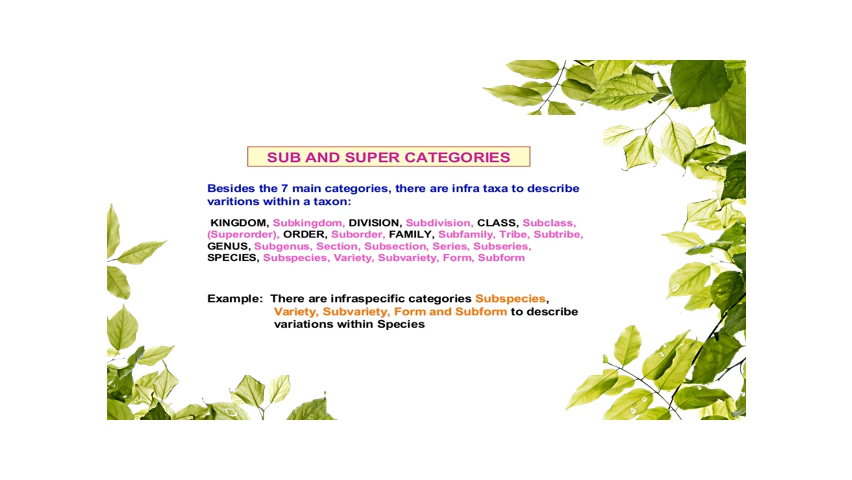 SUB AND SUPER CATEGORIES
Besides the 7 main categories, there are infra taxa to describe
varitions within a taxon:
KINGDOM, Subkingdom, DIVISION, Subdivision, CLASS, Subclass,
(Superorder), ORDER, Suborder, FAMILY, Subfamily, Tribe, Subtribe,
GENUS, Subgenus, Section, Subsection, Series, Subseries,
SPECIES, Subspecies, Variety, Subvariety, Form, Subform
Example: There are infraspecific categories Subspecies,
Variety, Subvariety, Form and Subform to describe
variations within Species